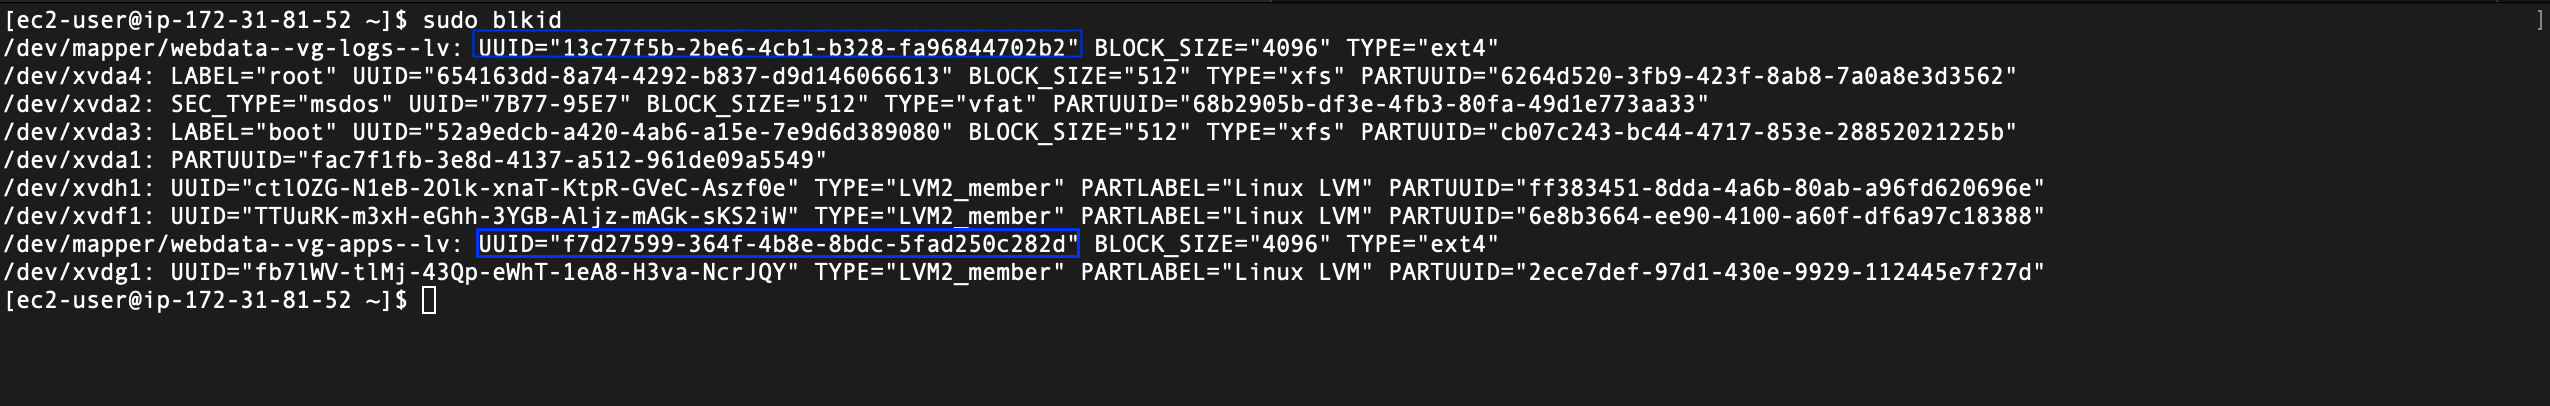 [ec2-user@ip-172-31-81-52 ~]$ sudo blkid ]
/dev/mapper/webdata--vg-logs--lv: UUID="13c77f5b-2be6-4cb1-b328-fa96844702b2" BLOCK_SIZE="4096" TYPE="ext4"
/dev/xvda4: LABEL="root" UUID="654163dd-8a74-4292-b837-d9d146066613" BLOCK_SIZE="512" TYPE="xfs" PARTUUID="6264d520-3fb9-423f-8ab8-7a0a8e3d3562"
/dev/xvda2: SEC_TYPE="msdos" UUID="7B77-95E7" BLOCK_SIZE="512" TYPE="vfat" PARTUUID="68b2905b-df3e-4fb3-80fa-49d1e773aa33"
/dev/xvda3: LABEL="boot" UUID="52a9edcb-a420-4ab6-a15e-7e9d6d389080" BLOCK_SIZE="512" TYPE="xfs" PARTUUID="cb07c243-bc44-4717-853e-28852021225b"
/dev/xvda1: PARTUUID="fac7f1fb-3e8d-4137-a512-961de09a5549"
/dev/xvdh1: UUID="ctlOZG-N1eB-2Olk-xnaT-KtpR-GVeC-Aszf0e" TYPE="LVM2_member" PARTLABEL="Linux LVM" PARTUUID="ff383451-8dda-4a6b-80ab-a96fd620696e"
/dev/xvdf1: UUID="TTUuRK-m3xH-eGhh-3YGB-Aljz-mAGk-sKS2iW" TYPE="LVM2_member" PARTLABEL="Linux LVM" PARTUUID="6e8b3664-ee90-4100-a60f-df6a97c18388"
/dev/mapper/webdata--vg-apps--lv: UUID="f7d27599-364f-4b8e-8bdc-5fad250c282d" BLOCK_SIZE="4096" TYPE="ext4"
/dev/xvdg1: UUID="fb7lWV-tlMj-43Qp-eWhT-1eA8-H3va-NcrJQY" TYPE="LVM2_member" PARTLABEL="Linux LVM" PARTUUID="2ece7def-97d1-430e-9929-112445e7f27d"
[ec2-user@ip-172-31-81-52 ~]$